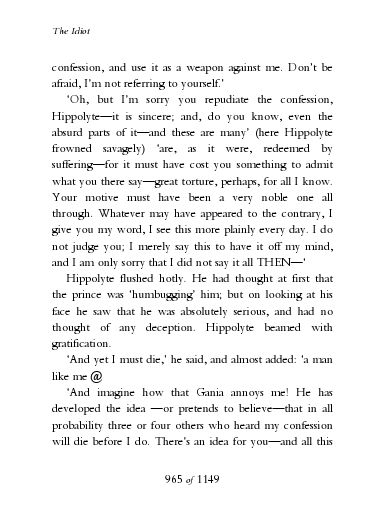 The Idiot
confession, and use it as a weapon against me. Don't be
afraid, I'm not referring to yourself.'
'Oh, but I'm sorry you repudiate the confession,
Hippolyte—it is sincere; and, do you know, even the
absurd parts of it—and these are many' (here Hippolyte
frowned savagely) 'are, as it were, redeemed by
suffering—for it must have cost you something to admit
what you there say—great torture, perhaps, for all I know.
Your motive must have been a very noble one all
through. Whatever may have appeared to the contrary, I
give you my word, I see this more plainly every day. I do
not judge you; I merely say this to have it off my mind,
and I am only sorry that I did not say it all THEN—'
Hippolyte flushed hotly. He had thought at first that
the prince was 'humbugging' him; but on looking at his
face he saw that he was absolutely serious, and had no
thought of any deception. Hippolyte beamed with
gratification.
'And yet I must die,' he said, and almost added: 'a man
like me @
'And imagine how that Gania annoys me! He has
developed the idea —or pretends to believe—that in all
probability three or four others who heard my confession
will die before I do. There's an idea for you—and all this
965 of 1149